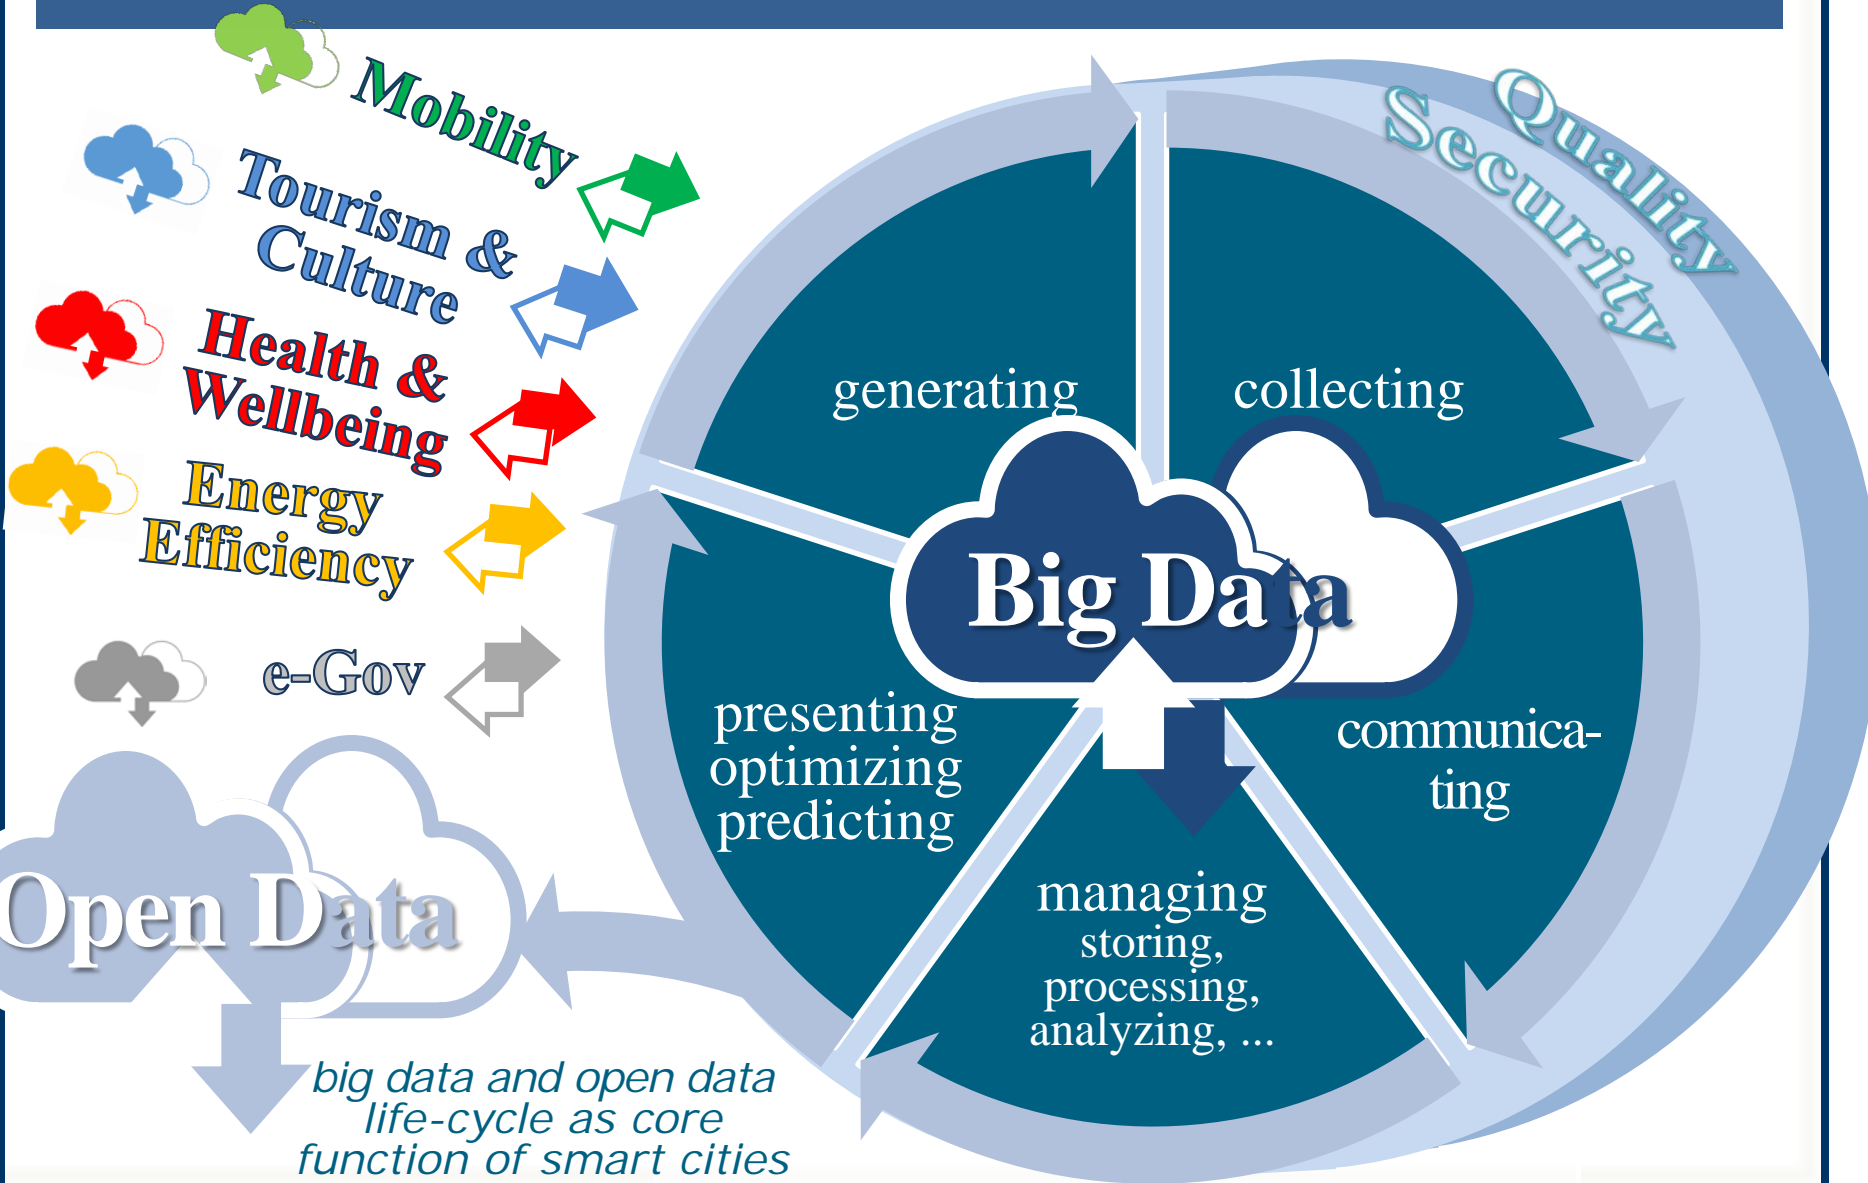 Mobility
Tourism &
Culture
Health &
Wellbeing
Energy
Efficiency
e-Gov
Quality
Security
generating
collecting
Big Data
communica-
ting
presenting
optimizing
predicting
managing
storing,
processing,
analyzing, ...
Open Data
big data and open data
life-cycle as core
function of smart cities